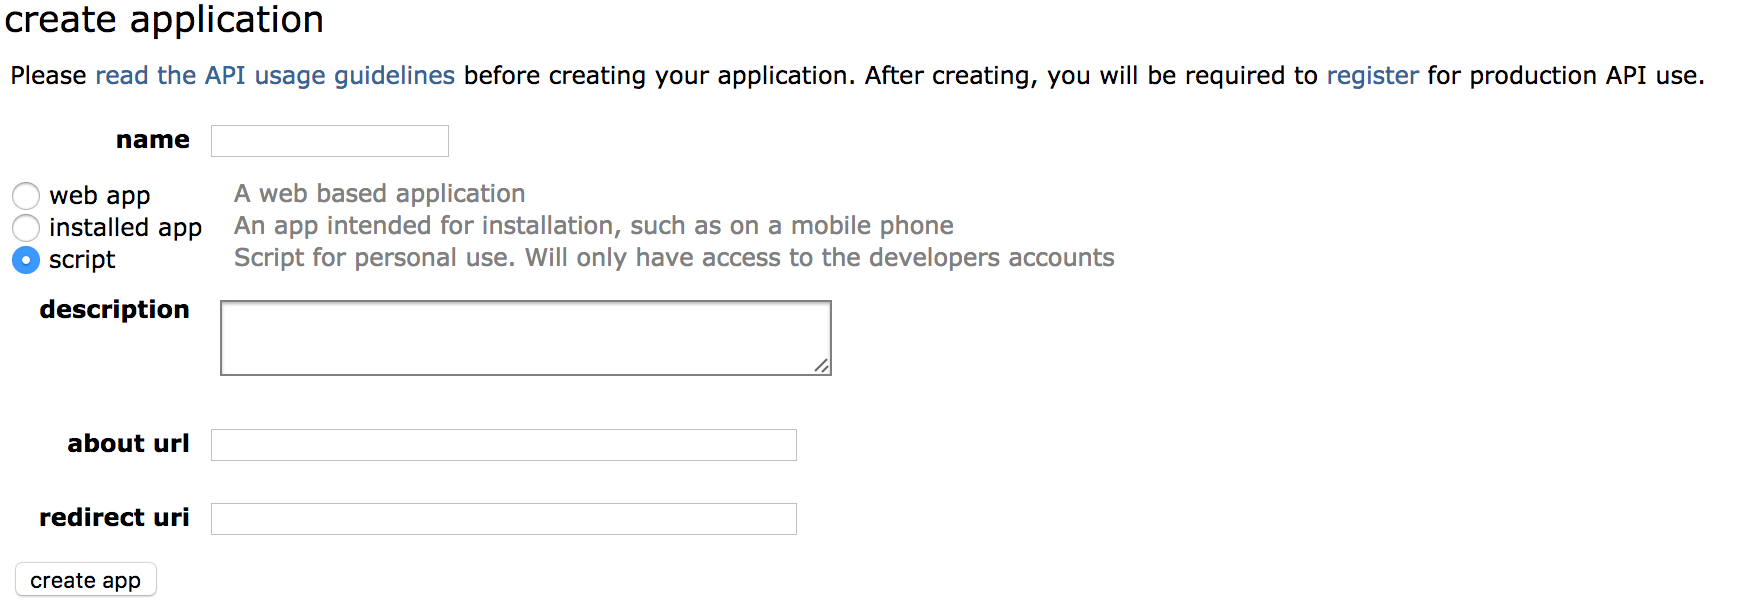 create application
Please read the API usage guidelines before creating your application. After creating, you will be required to register for production API use.
name
web app A web based application
installed app An app intended for installation, such as on a mobile phone
script Script for personal use. Will only have access to the developers accounts
description
about url
redirect uri
create app